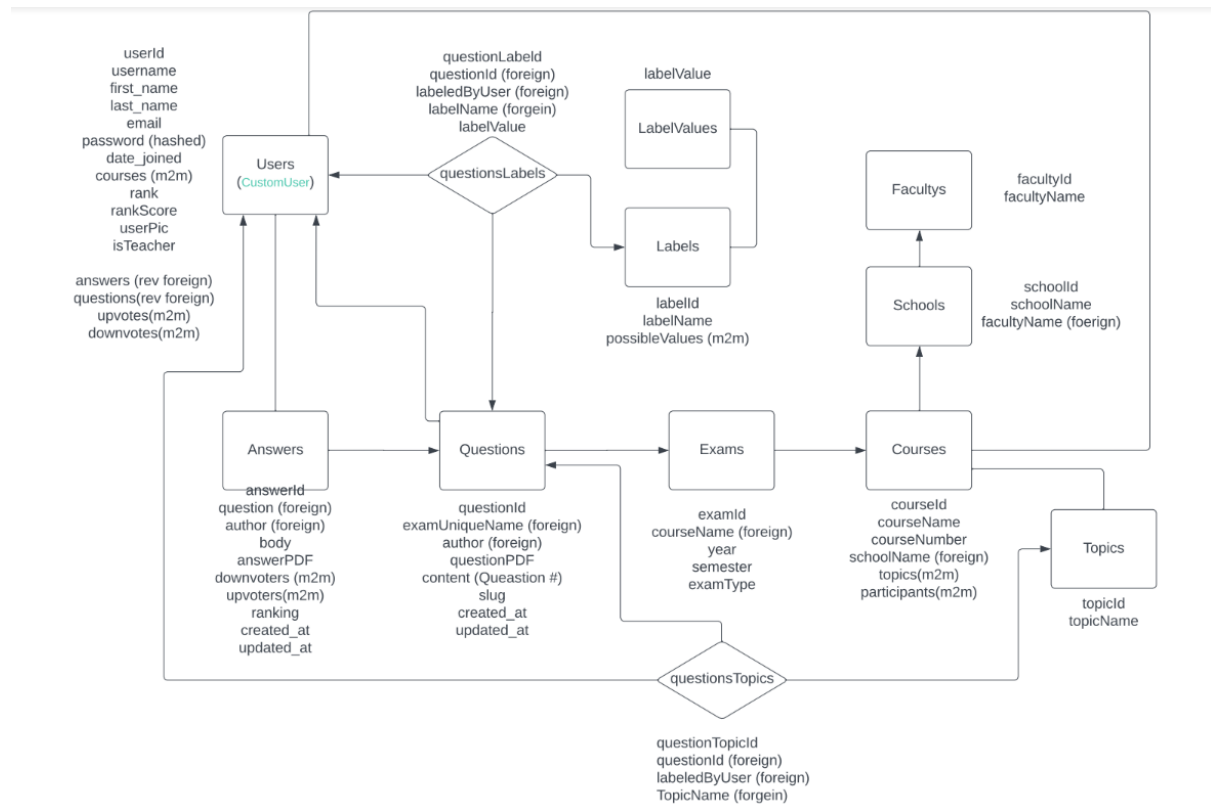 userId
username
first_name
last_name
email
password (hashed)
date_joined
courses (m2m)
rank
rankScore
userPic
isTeacher
answers (rev foreign)
questions(rev foreign)
upvotes(m2m)
downvotes(m2m)
Users
(CustomUser)
questionLabeld
questionId (foreign)
labeledByUser (foreign)
labelName (forgein)
labelValue
questionsLabels
labelValue
LabelValues
Labels
labelId
labelName
possibleValues (m2m)
Facultys
facultyId
facultyName
Schools
schoolId
schoolName
facultyName (foerign)
Answers
answerId
question (foreign)
author (foreign)
body
answerPDF
downvoters (m2m)
upvoters(m2m)
ranking
created_at
updated_at
Questions
questionId
examUniqueName (foreign)
author (foreign)
questionPDF
content (Queastion #)
slug
created_at
updated_at
Exams
examId
courseName (foreign)
year
semester
examType
Courses
courseId
courseName
courseNumber
schoolName (foreign)
topics(m2m)
participants(m2m)
Topics
topicId
topicName
questionsTopics
questionTopicId
questionId (foreign)
labeledByUser (foreign)
TopicName (forgein)